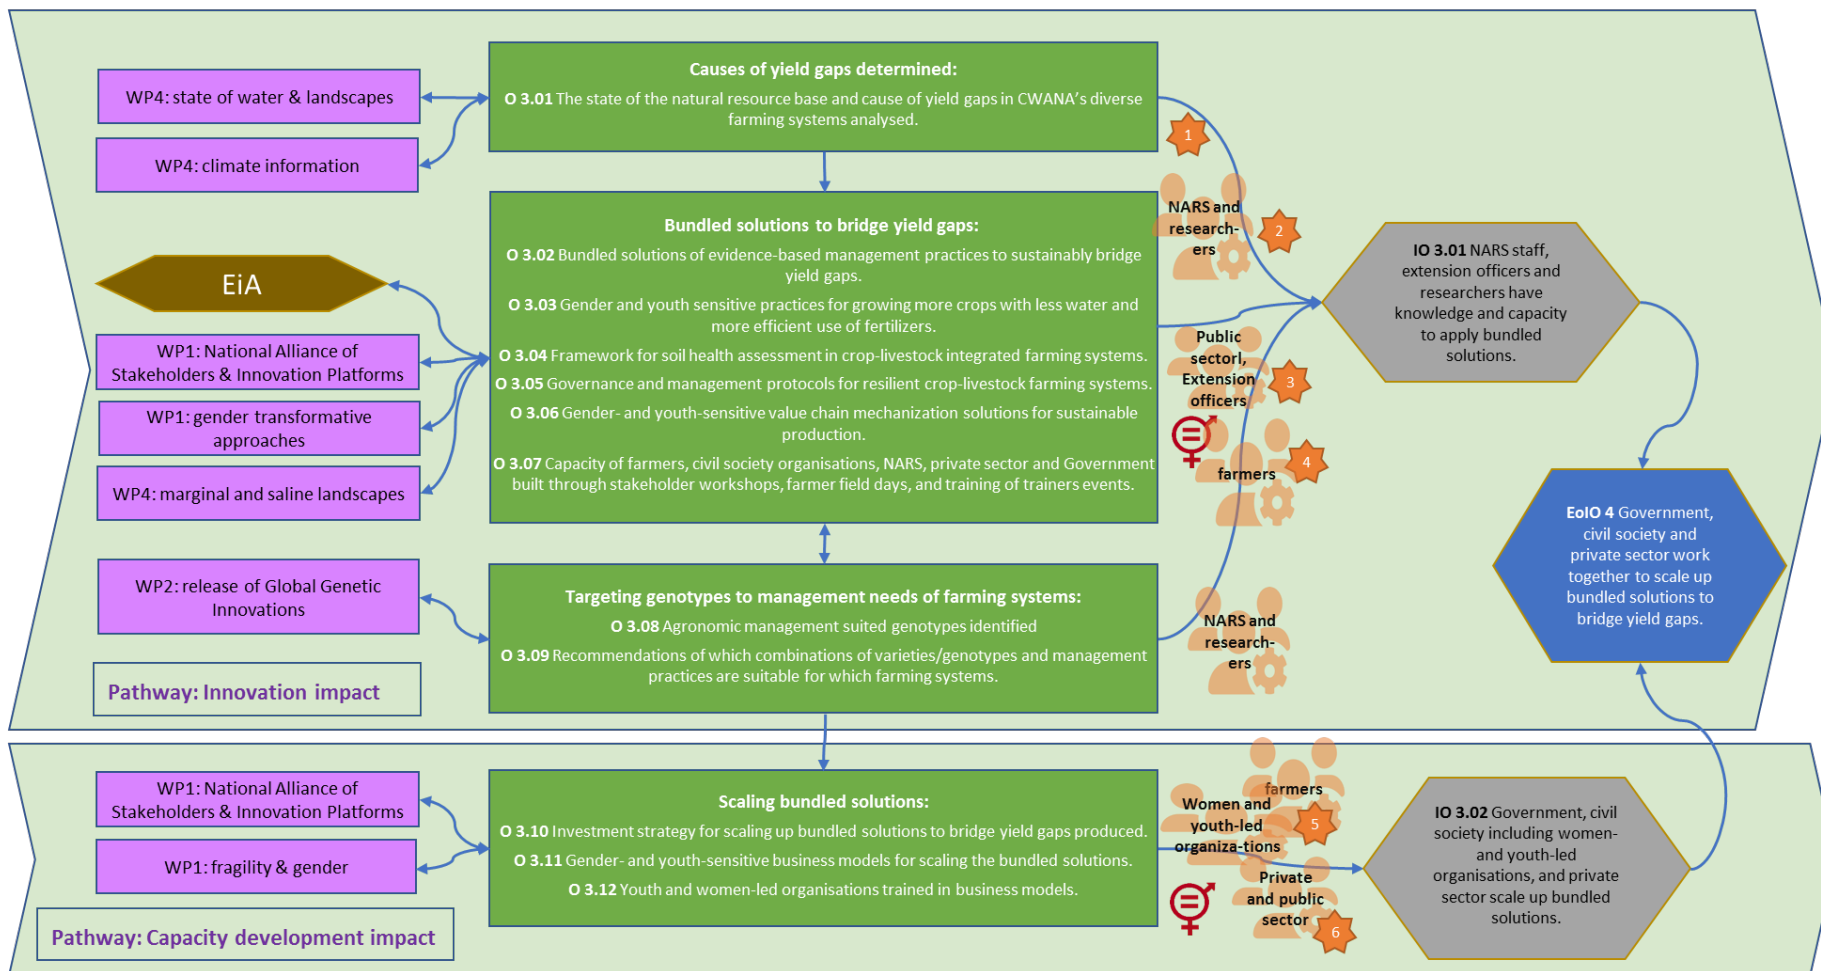 Causes of yield gaps determined:
O 3.01 The state of the natural resource base and cause of yield gaps in CWANA's diverse
farming systems analysed.
WP4: state of water & landscapes
WP4: climate information
1
Bundled solutions to bridge yield gaps:
O 3.02 Bundled solutions of evidence-based management practices to sustainably bridge
yield gaps.
O 3.03 Gender and youth sensitive practices for growing more crops with less water and
more efficient use of fertilizers.
O 3.04 Framework for soil health assessment in crop-livestock integrated farming systems.
O 3.05 Governance and management protocols for resilient crop-livestock farming systems.
O 3.06 Gender- and youth-sensitive value chain mechanization solutions for sustainable
production.
O 3.07 Capacity of farmers, civil society organisations, NARS, private sector and Government
built through stakeholder workshops, farmer field days, and training of trainers events.
EiA
WP1: National Alliance of
Stakeholders & Innovation Platforms
WP1: gender transformative
approaches
WP4: marginal and saline landscapes
NARS and
research-
ers
2
Public
sectorl,
Extension
officers
3
farmers
4
IO 3.01 NARS staff,
extension officers and
researchers have
knowledge and capacity
to apply bundled
solutions.
EoIO 4 Government,
civil society and
private sector work
together to scale up
bundled solutions to
bridge yield gaps.
WP2: release of Global Genetic
Innovations
Targeting genotypes to management needs of farming systems:
O 3.08 Agronomic management suited genotypes identified
O 3.09 Recommendations of which combinations of varieties/genotypes and management
practices are suitable for which farming systems.
NARS and
research-
ers
Pathway: Innovation impact
WP1: National Alliance of
Stakeholders & Innovation Platforms
WP1: fragility & gender
Scaling bundled solutions:
O 3.10 Investment strategy for scaling up bundled solutions to bridge yield gaps produced.
O 3.11 Gender- and youth-sensitive business models for scaling the bundled solutions.
O 3.12 Youth and women-led organisations trained in business models.
farmers
Women and
youth-led
organiza-tions
5
Private
and public
sector
6
IO 3.02 Government, civil
society including women-
and youth-led
organisations, and private
sector scale up bundled
solutions.
Pathway: Capacity development impact